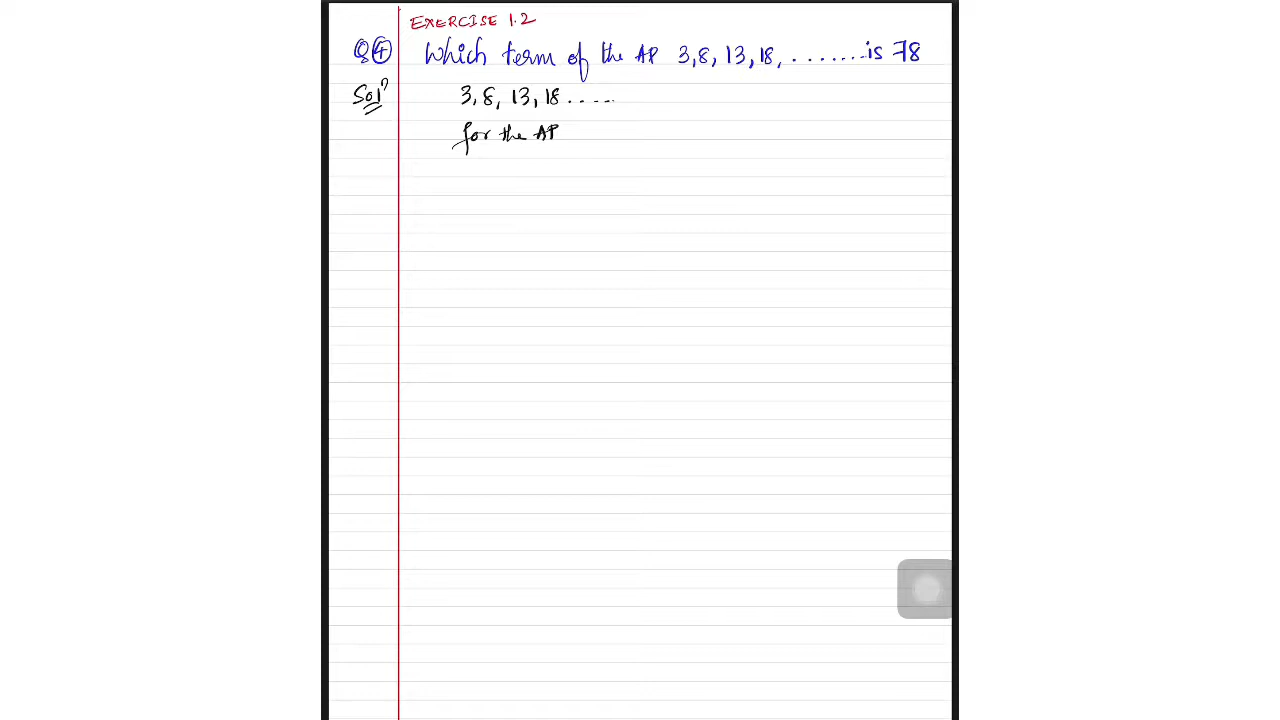 EXERCISE 1.2
Q4 Which term of the AP 3,8, 13, 18, ....... is 78
Solⁿ 3, 8, 13, 18 .....
for the AP